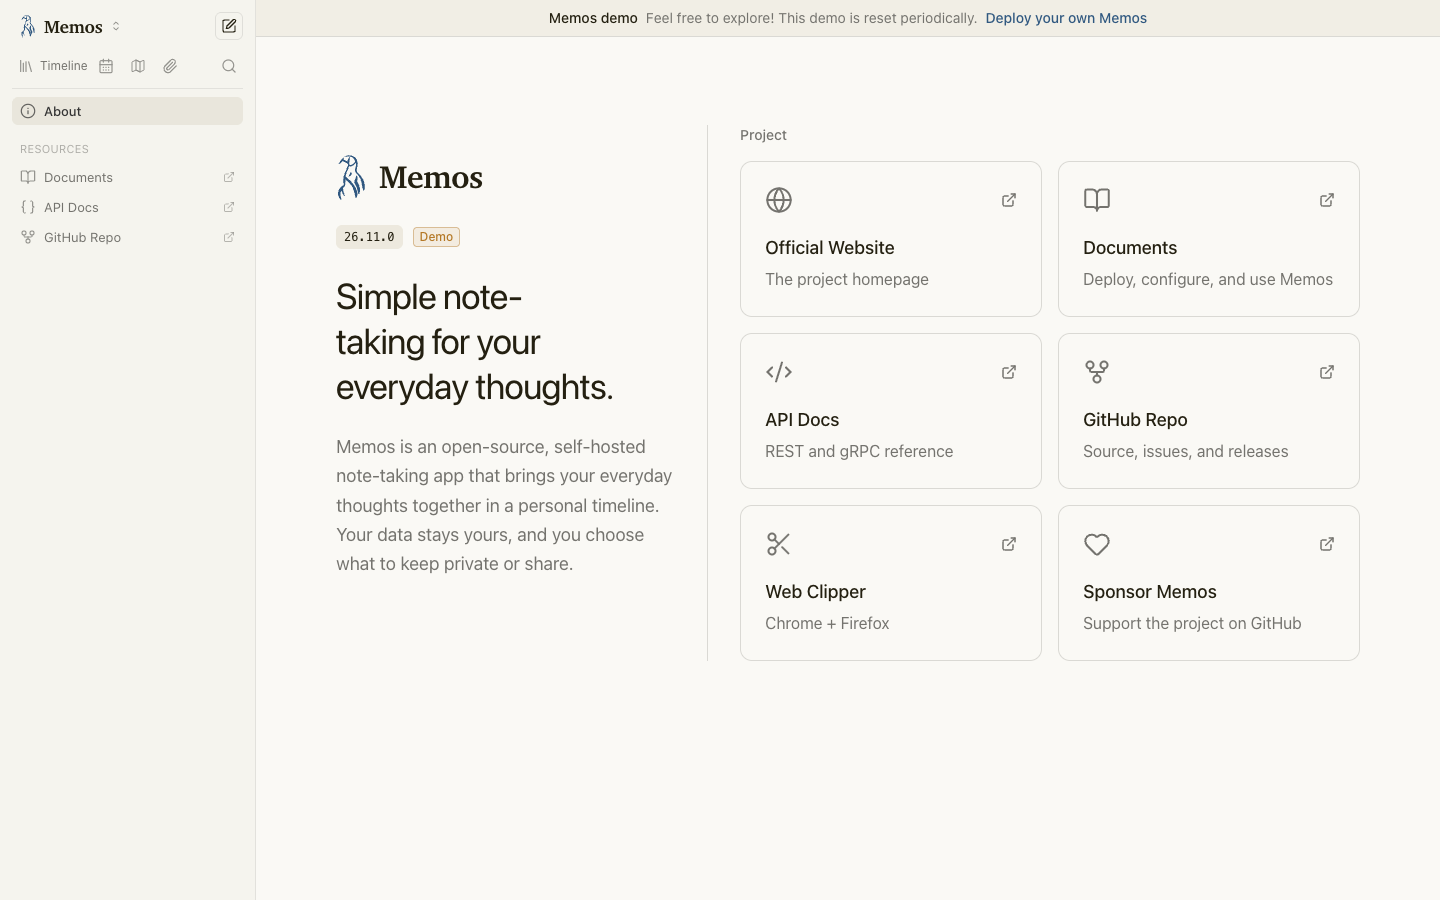 Memos
Memos demo Feel free to explore! This demo is reset periodically. Deploy your own Memos
Timeline
About
RESOURCES
Documents
API Docs
GitHub Repo
Memos
26.11.0 Demo
Simple note-
taking for your
everyday thoughts.
Memos is an open-source, self-hosted
note-taking app that brings your everyday
thoughts together in a personal timeline.
Your data stays yours, and you choose
what to keep private or share.
Project
Official Website
The project homepage
Documents
Deploy, configure, and use Memos
API Docs
REST and gRPC reference
GitHub Repo
Source, issues, and releases
Web Clipper
Chrome + Firefox
Sponsor Memos
Support the project on GitHub